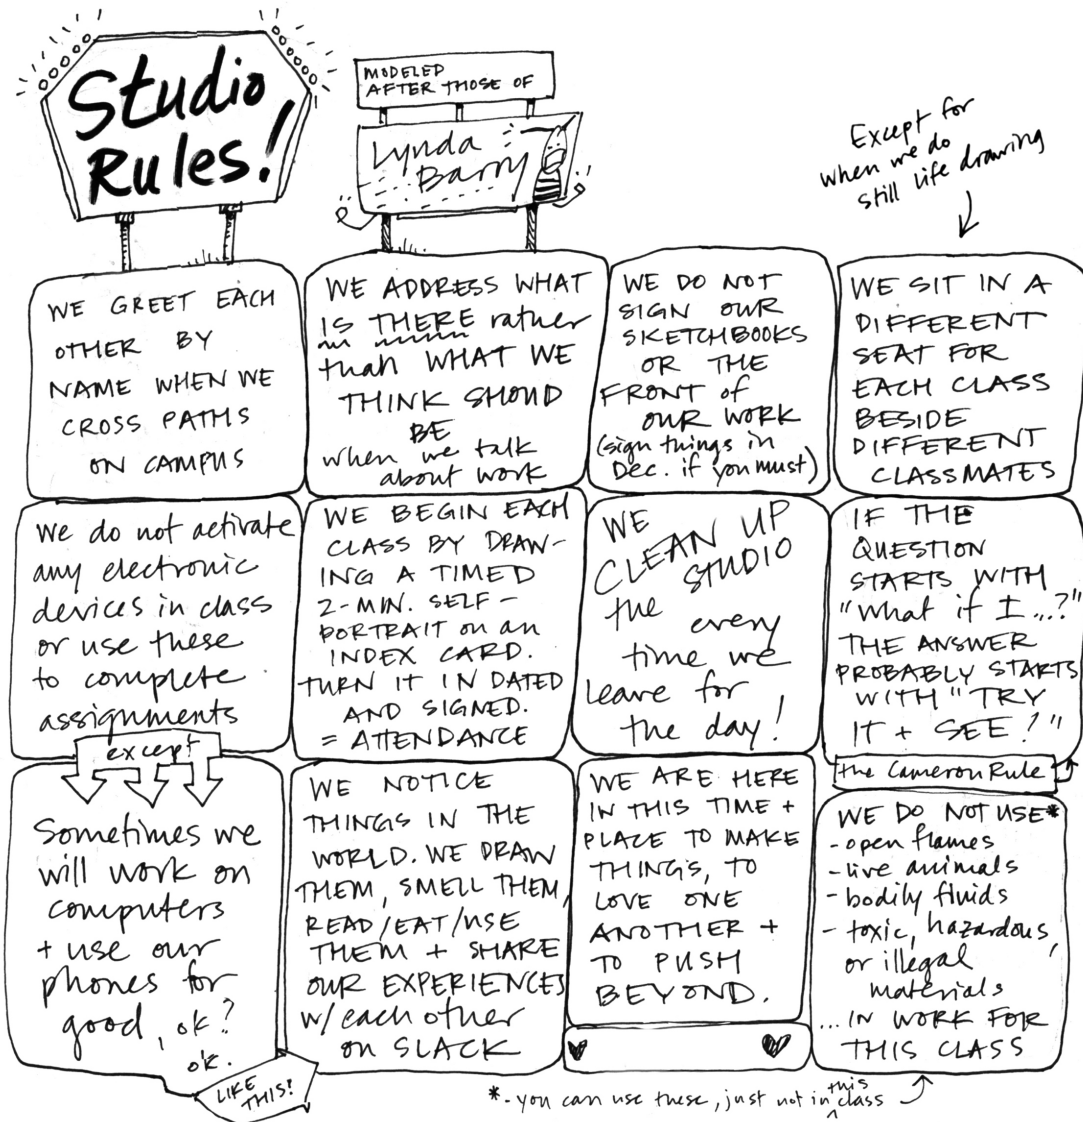 Studio
Rules!
MODELED
AFTER THOSE OF
Lynda
Barry
Except for
when we do
still life drawing
WE GREET EACH
OTHER BY
NAME WHEN WE
CROSS PATHS
ON CAMPUS
WE ADDRESS WHAT
IS THERE rather
than WHAT WE
THINK SHOUD
BE
when we talk
about work
WE DO NOT
SIGN OUR
SKETCHBOOKS
OR THE
FRONT of
OUR WORK
(sign things in
Dec. if you must)
WE SIT IN A
DIFFERENT
SEAT FOR
EACH CLASS
BESIDE
DIFFERENT
CLASSMATES
We do not activate
any electronic
devices in class
or use these
to complete
assignments
except
WE BEGIN EACH
CLASS BY DRAW-
ING A TIMED
2-MIN. SELF-
PORTRAIT on an
INDEX CARD.
TURN IT IN DATED
AND SIGNED.
= ATTENDANCE
WE
CLEAN UP
STUDIO
the every
time we
leave for
the day!
IF THE
QUESTION
STARTS WITH
"What if I...?"
THE ANSWER
PROBABLY STARTS
WITH "TRY
IT + SEE!"
the Cameron Rule
Sometimes we
will work on
computers
+ use our
phones for
good, ok?
ok.
LIKE
THIS!
WE NOTICE
THINGS IN THE
WORLD. WE DRAW
THEM, SMELL THEM,
READ/EAT/USE
THEM + SHARE
OUR EXPERIENCES
w/ each other
on SLACK
WE ARE HERE
IN THIS TIME +
PLACE TO MAKE
THINGS, TO
LOVE ONE
ANOTHER +
TO PUSH
BEYOND.
WE DO NOT USE*
- open flames
- live animals
- bodily fluids
- toxic, hazardous,
or illegal
materials
...IN WORK FOR
THIS CLASS
*- you can use these, just not in this class